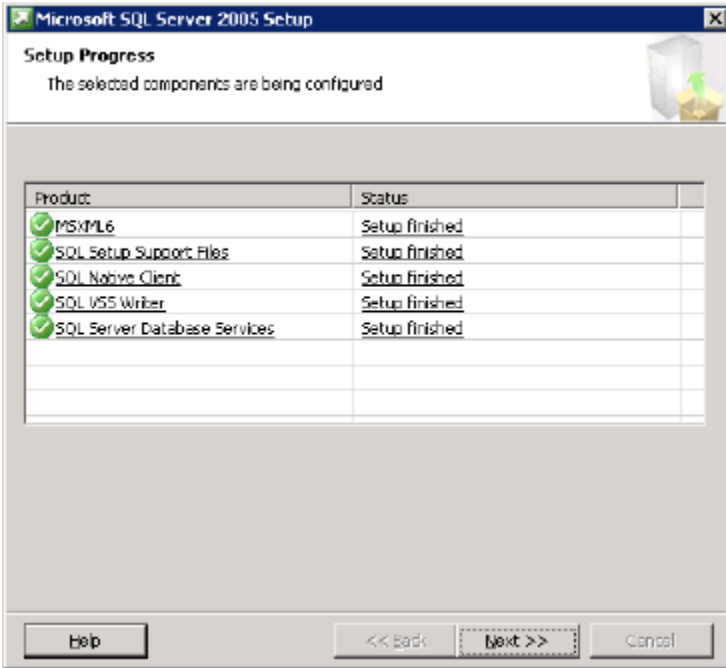 Microsoft SQL Server 2005 Setup
Setup Progress
The selected components are being configured
Product Status
MSXML6 Setup finished
SQL Setup Support Files Setup finished
SQL Native Client Setup finished
SQL VSS Writer Setup finished
SQL Server Database Services Setup finished
Help << Back Next >> Cancel